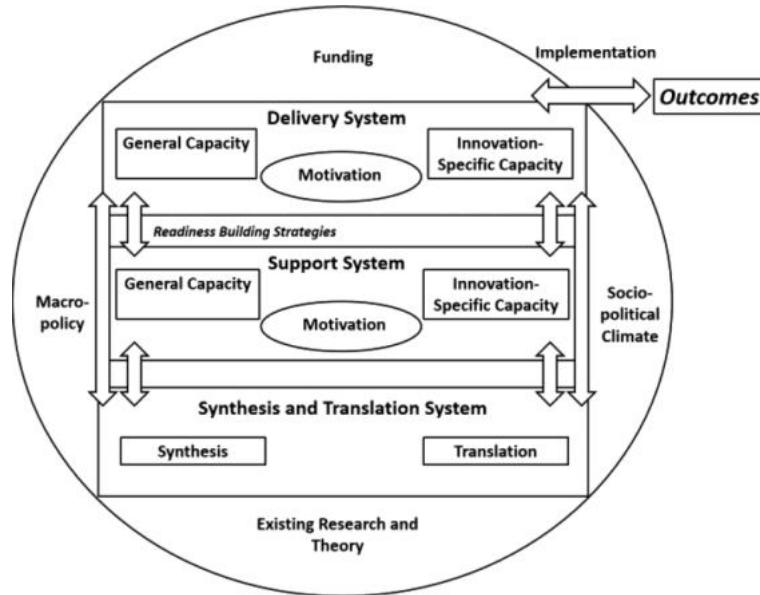 Funding
Implementation
Outcomes
Delivery System
General Capacity
Innovation-
Specific Capacity
Motivation
Readiness Building Strategies
Support System
General Capacity
Innovation-
Specific Capacity
Motivation
Macro-
policy
Socio-
political
Climate
Synthesis and Translation System
Synthesis
Translation
Existing Research and
Theory